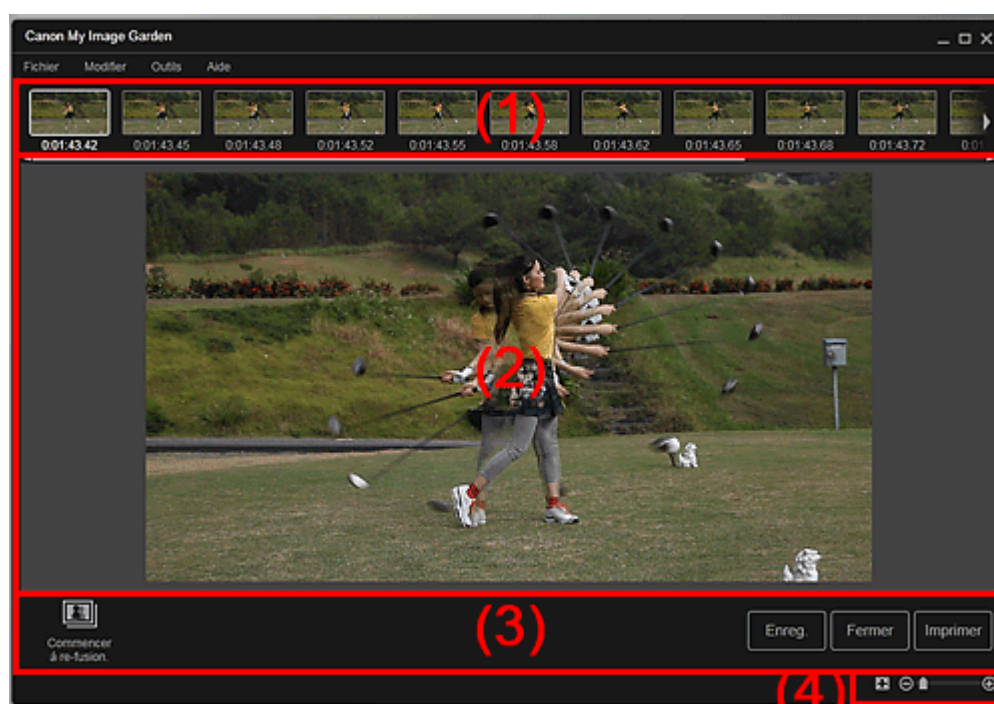 Canon My Image Garden
Fichier Modifier Outils Aide
(1)
0:01:43.42 0:01:43.45 0:01:43.48 0:01:43.52 0:01:43.55 0:01:43.58 0:01:43.62 0:01:43.65 0:01:43.68 0:01:43.72 0:01
(2)
(3)
Commencer
à re-fusion.
Enreg. Fermer Imprimer
(4)